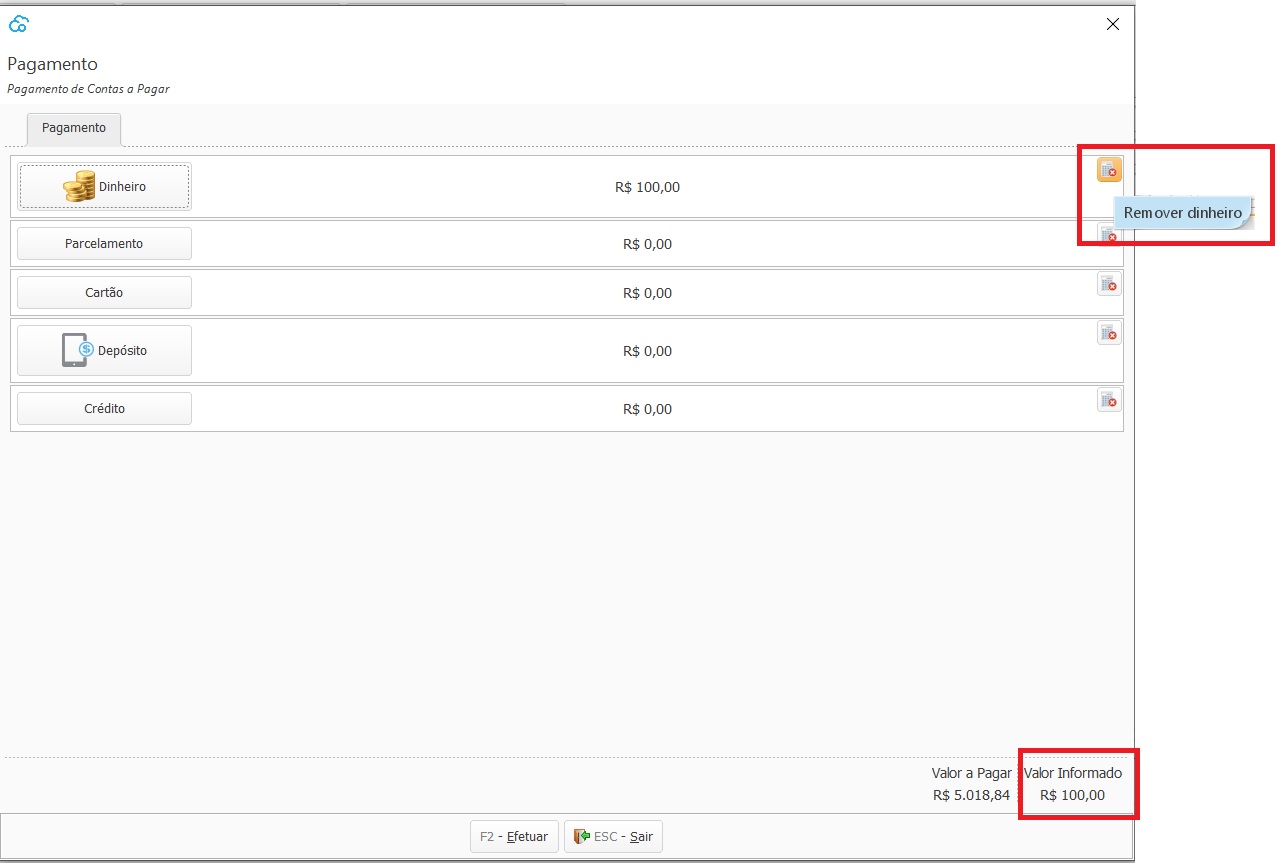 Pagamento
Pagamento de Contas a Pagar
Pagamento
Dinheiro
R$ 100,00
Remover dinheiro
Parcelamento
R$ 0,00
Cartão
R$ 0,00
Depósito
R$ 0,00
Crédito
R$ 0,00
Valor a Pagar Valor Informado
R$ 5.018,84 R$ 100,00
F2 - Efetuar ESC - Sair